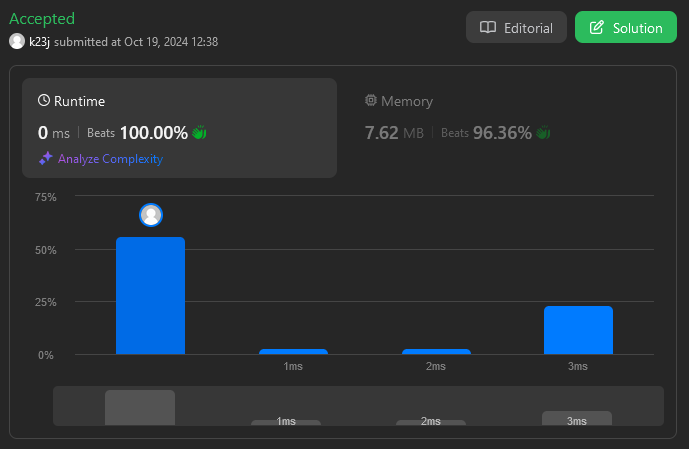 Accepted
k23j submitted at Oct 19, 2024 12:38
Editorial
Solution
Runtime
0 ms | Beats 100.00%
Analyze Complexity
Memory
7.62 MB | Beats 96.36%
75%
50%
25%
0%
1ms 2ms 3ms
1ms 2ms 3ms